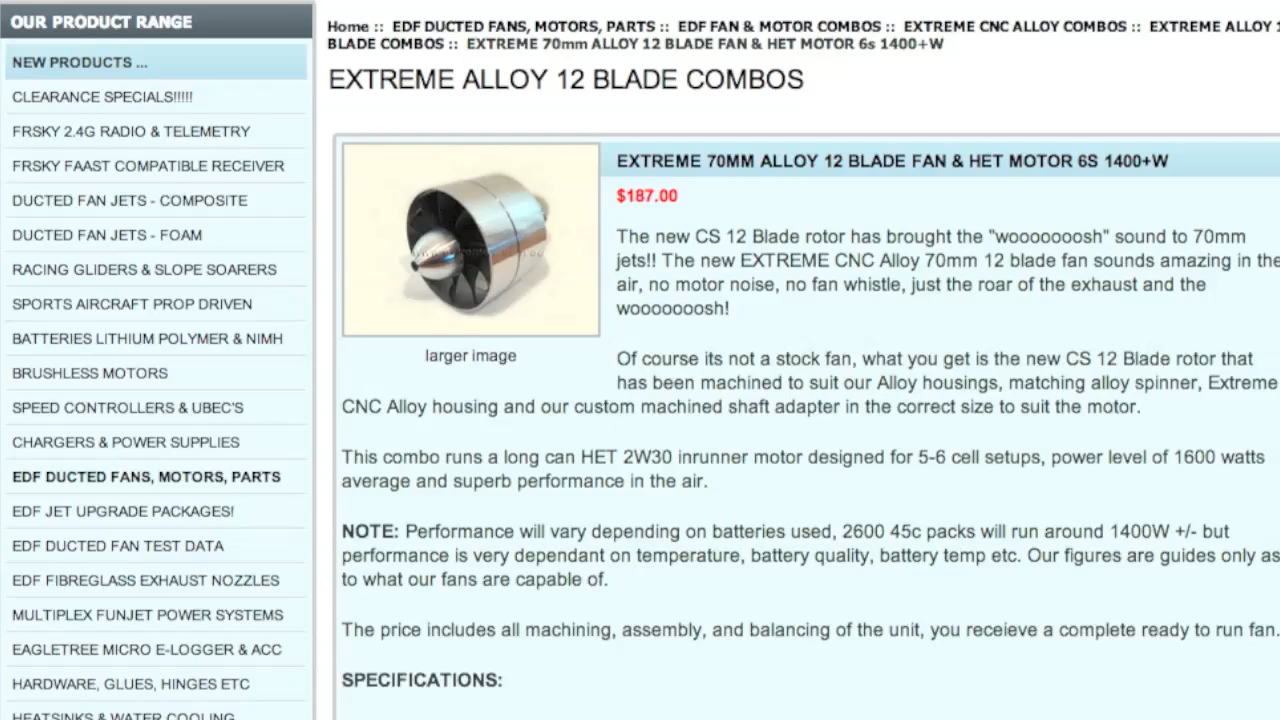 OUR PRODUCT RANGE
NEW PRODUCTS ...
CLEARANCE SPECIALS!!!!!
FRSKY 2.4G RADIO & TELEMETRY
FRSKY FAAST COMPATIBLE RECEIVER
DUCTED FAN JETS - COMPOSITE
DUCTED FAN JETS - FOAM
RACING GLIDERS & SLOPE SOARERS
SPORTS AIRCRAFT PROP DRIVEN
BATTERIES LITHIUM POLYMER & NIMH
BRUSHLESS MOTORS
SPEED CONTROLLERS & UBEC'S
CHARGERS & POWER SUPPLIES
EDF DUCTED FANS, MOTORS, PARTS
EDF JET UPGRADE PACKAGES!
EDF DUCTED FAN TEST DATA
EDF FIBREGLASS EXHAUST NOZZLES
MULTIPLEX FUNJET POWER SYSTEMS
EAGLETREE MICRO E-LOGGER & ACC
HARDWARE, GLUES, HINGES ETC
HEATSINKS & WATER COOLING
Home :: EDF DUCTED FANS, MOTORS, PARTS :: EDF FAN & MOTOR COMBOS :: EXTREME CNC ALLOY COMBOS :: EXTREME ALLOY 1
BLADE COMBOS :: EXTREME 70mm ALLOY 12 BLADE FAN & HET MOTOR 6s 1400+W
EXTREME ALLOY 12 BLADE COMBOS
EXTREME 70MM ALLOY 12 BLADE FAN & HET MOTOR 6S 1400+W
$187.00
The new CS 12 Blade rotor has brought the "wooooooosh" sound to 70mm
jets!! The new EXTREME CNC Alloy 70mm 12 blade fan sounds amazing in the
air, no motor noise, no fan whistle, just the roar of the exhaust and the
wooooooosh!
larger image
Of course its not a stock fan, what you get is the new CS 12 Blade rotor that
has been machined to suit our Alloy housings, matching alloy spinner, Extreme
CNC Alloy housing and our custom machined shaft adapter in the correct size to suit the motor.
This combo runs a long can HET 2W30 inrunner motor designed for 5-6 cell setups, power level of 1600 watts
average and superb performance in the air.
NOTE: Performance will vary depending on batteries used, 2600 45c packs will run around 1400W +/- but
performance is very dependant on temperature, battery quality, battery temp etc. Our figures are guides only as
to what our fans are capable of.
The price includes all machining, assembly, and balancing of the unit, you receieve a complete ready to run fan.
SPECIFICATIONS: